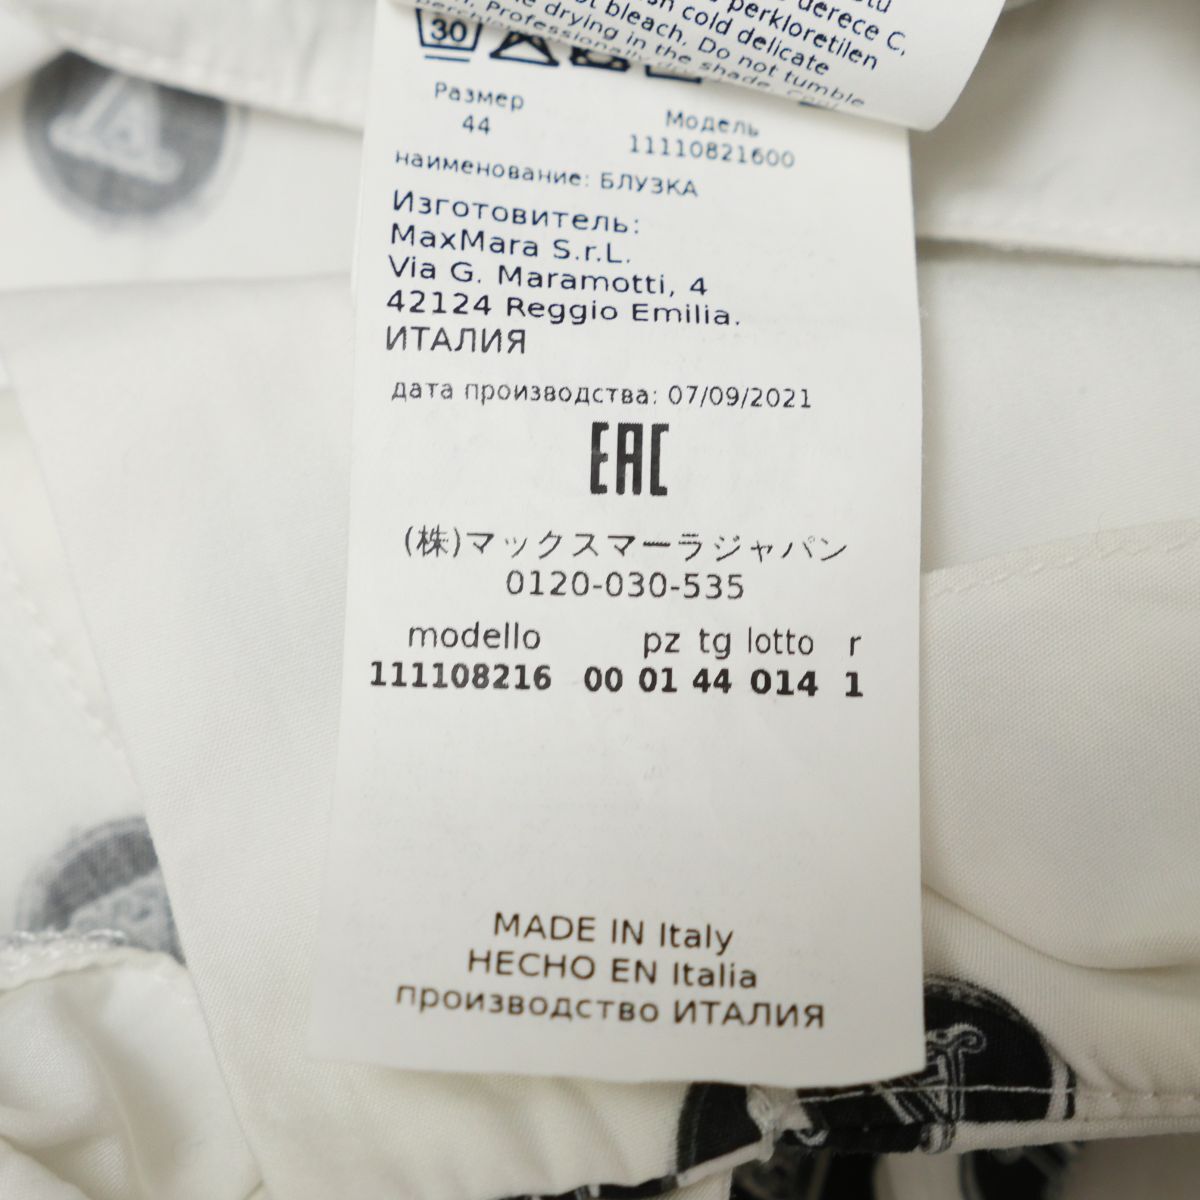 derece C,
perkloretilen
cold delicate
bleach. Do not tumble
drying in the shade.
Professionally
30
Размер
44
Модель
11110821600
наименование: БЛУЗКА
Изготовитель:
MaxMara S.r.L.
Via G. Maramotti, 4
42124 Reggio Emilia.
ИТАЛИЯ
дата производства: 07/09/2021
EAC
(株)マックスマーラジャパン
0120-030-535
modello pz tg lotto r
111108216 00 01 44 014 1
MADE IN Italy
HECHO EN Italia
производство ИТАЛИЯ